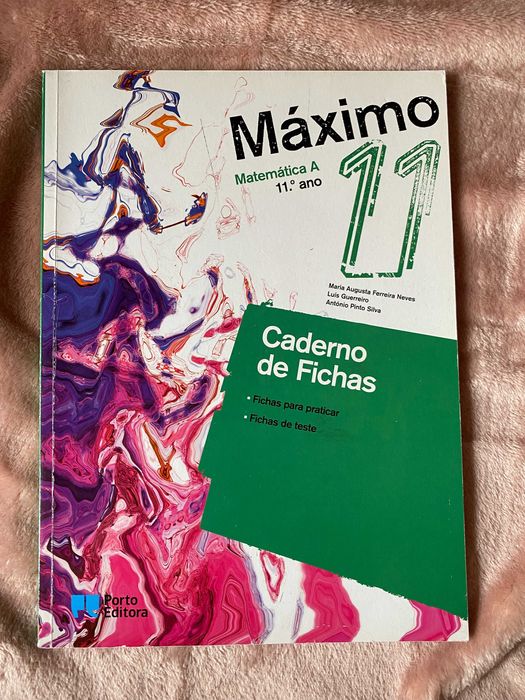 Máximo
Matemática A
11.º ano
11
Maria Augusta Ferreira Neves
Luís Guerreiro
António Pinto Silva
Caderno
de Fichas
• Fichas para praticar
• Fichas de teste
Porto
Editora